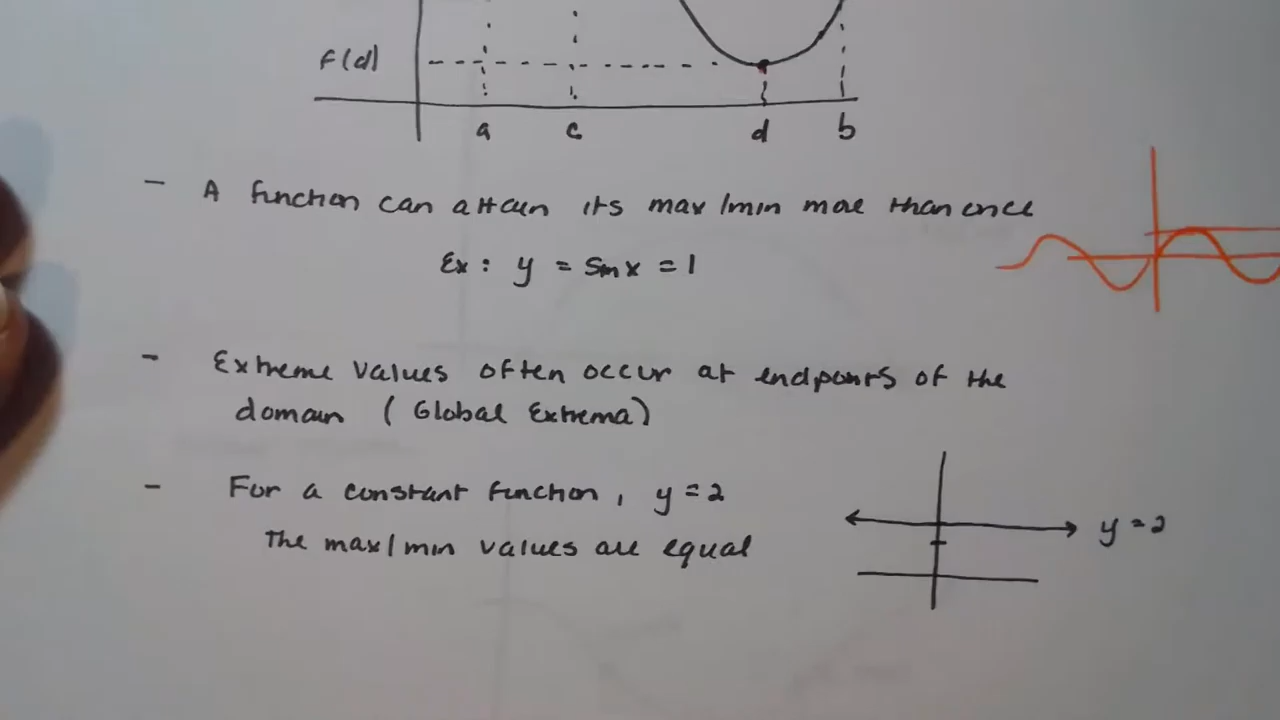 f(d)
a c d b
- A function can attain its max/min more than once
Ex: y = sin x = 1
- Extreme values often occur at endpoints of the
domain (Global Extrema)
- For a constant function, y = 2
The max/min values are equal
y = 2